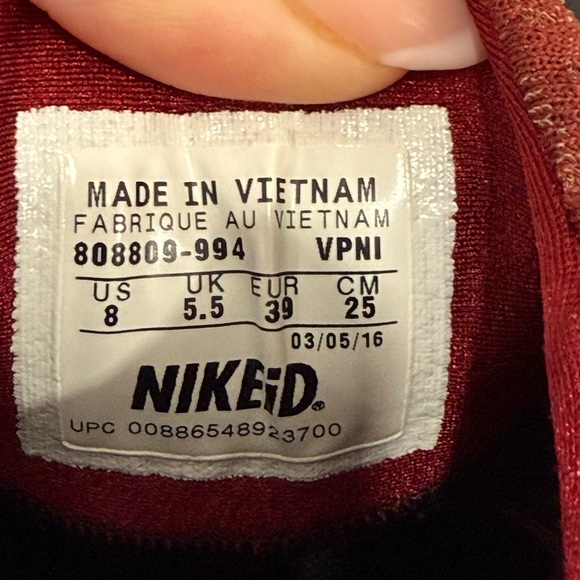 MADE IN VIETNAM
FABRIQUE AU VIETNAM
808809-994 VPNI
US UK EUR CM
8 5.5 39 25
03/05/16
NIKEiD®
UPC 00886548923700